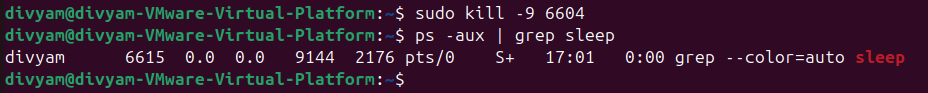 divyam@divyam-VMware-Virtual-Platform:~$ sudo kill -9 6604
divyam@divyam-VMware-Virtual-Platform:~$ ps -aux | grep sleep
divyam      6615  0.0  0.0   9144  2176 pts/0    S+   17:01   0:00 grep --color=auto sleep
divyam@divyam-VMware-Virtual-Platform:~$